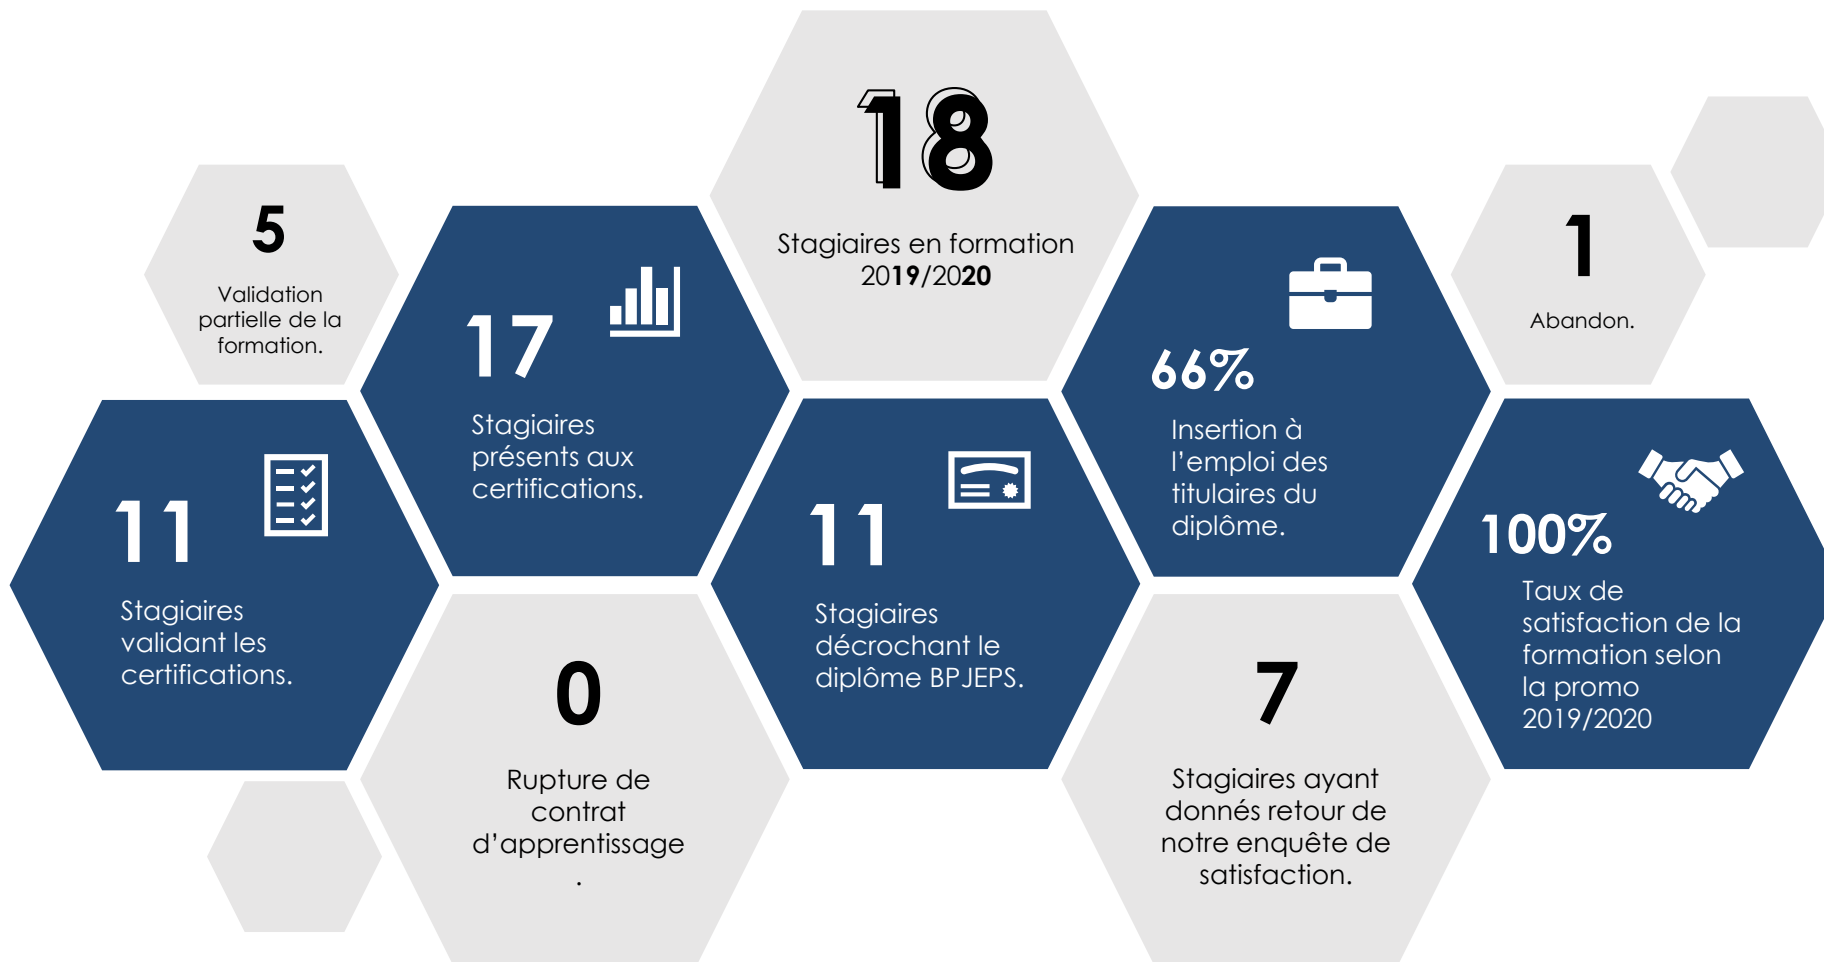 18
Stagiaires en formation
2019/2020
5
Validation
partielle de la
formation.
17
Stagiaires
présents aux
certifications.
66%
Insertion à
l’emploi des
titulaires du
diplôme.
1
Abandon.
11
Stagiaires
validant les
certifications.
11
Stagiaires
décrochant le
diplôme BPJEPS.
100%
Taux de
satisfaction de la
formation selon
la promo
2019/2020
0
Rupture de
contrat
d’apprentissage
.
7
Stagiaires ayant
donnés retour de
notre enquête de
satisfaction.